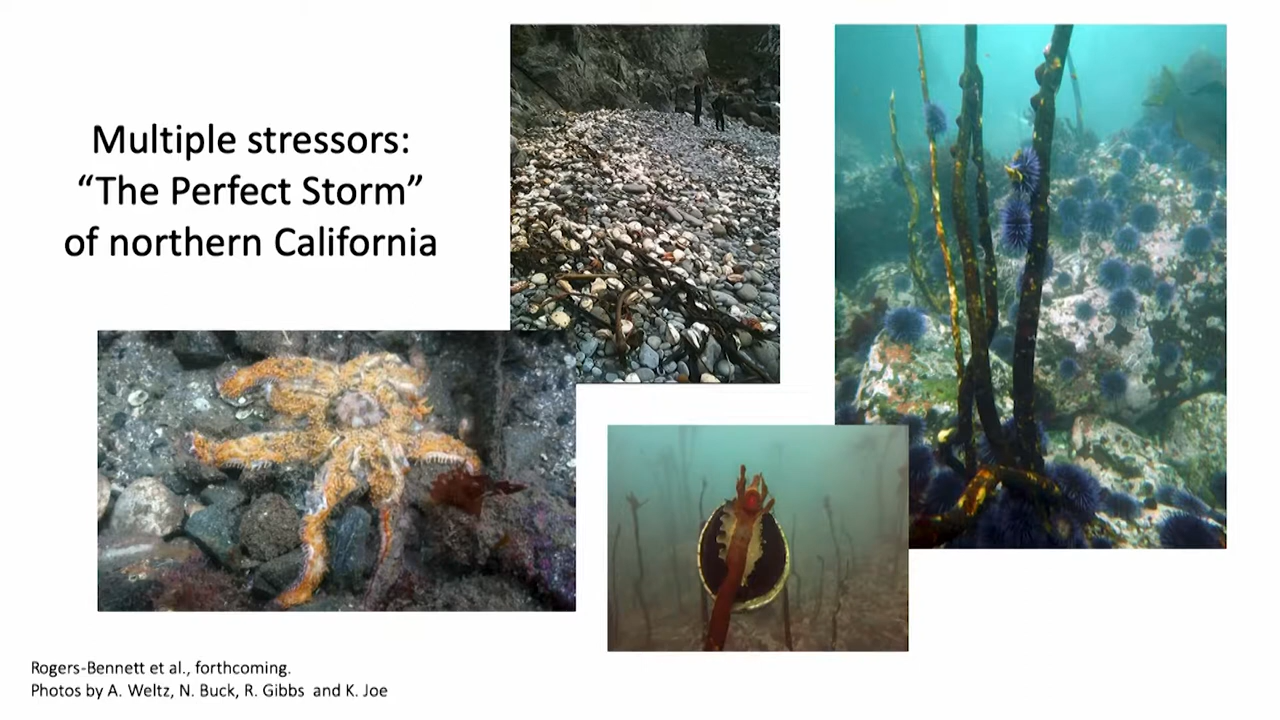 Multiple stressors:
“The Perfect Storm”
of northern California
Rogers-Bennett et al., forthcoming.
Photos by A. Weltz, N. Buck, R. Gibbs  and K. Joe